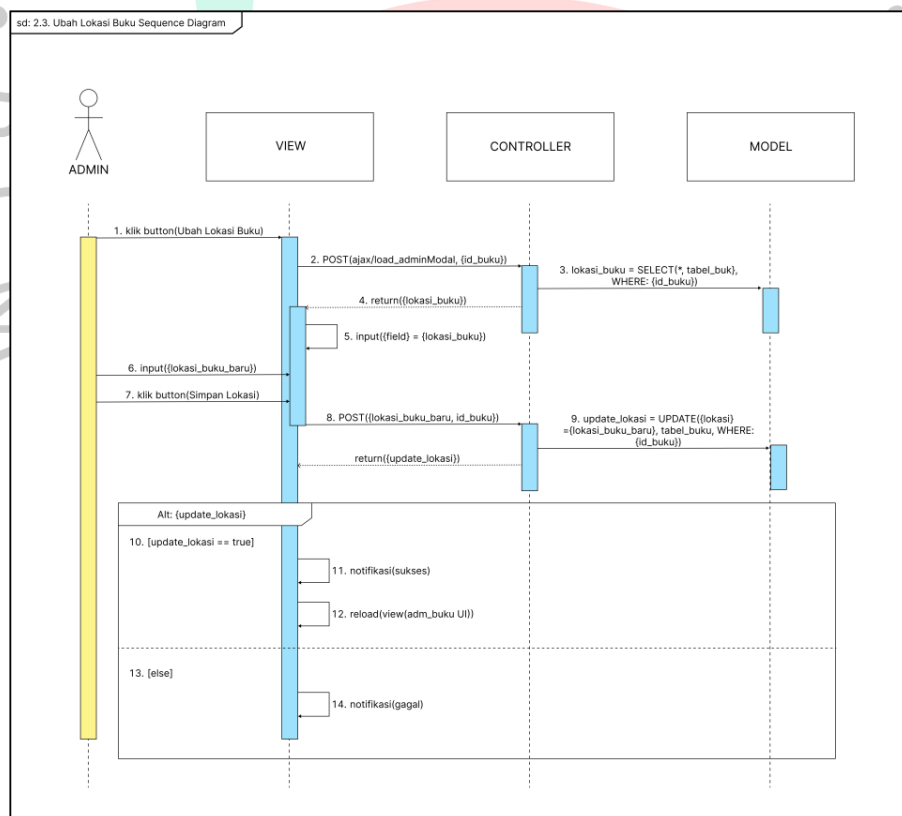 sd: 2.3. Ubah Lokasi Buku Sequence Diagram
ADMIN
VIEW
CONTROLLER
MODEL
1. klik button(Ubah Lokasi Buku)
2. POST(ajax/load_adminModal, {id_buku})
3. lokasi_buku = SELECT(*, tabel_buk},
WHERE: {id_buku})
4. return({lokasi_buku})
5. input({field} = {lokasi_buku})
6. input({lokasi_buku_baru})
7. klik button(Simpan Lokasi)
8. POST({lokasi_buku_baru, id_buku})
9. update_lokasi = UPDATE({lokasi}
={lokasi_buku_baru}, tabel_buku, WHERE:
{id_buku})
return({update_lokasi})
Alt: {update_lokasi}
10. [update_lokasi == true]
11. notifikasi(sukses)
12. reload(view(adm_buku UI))
13. [else]
14. notifikasi(gagal)